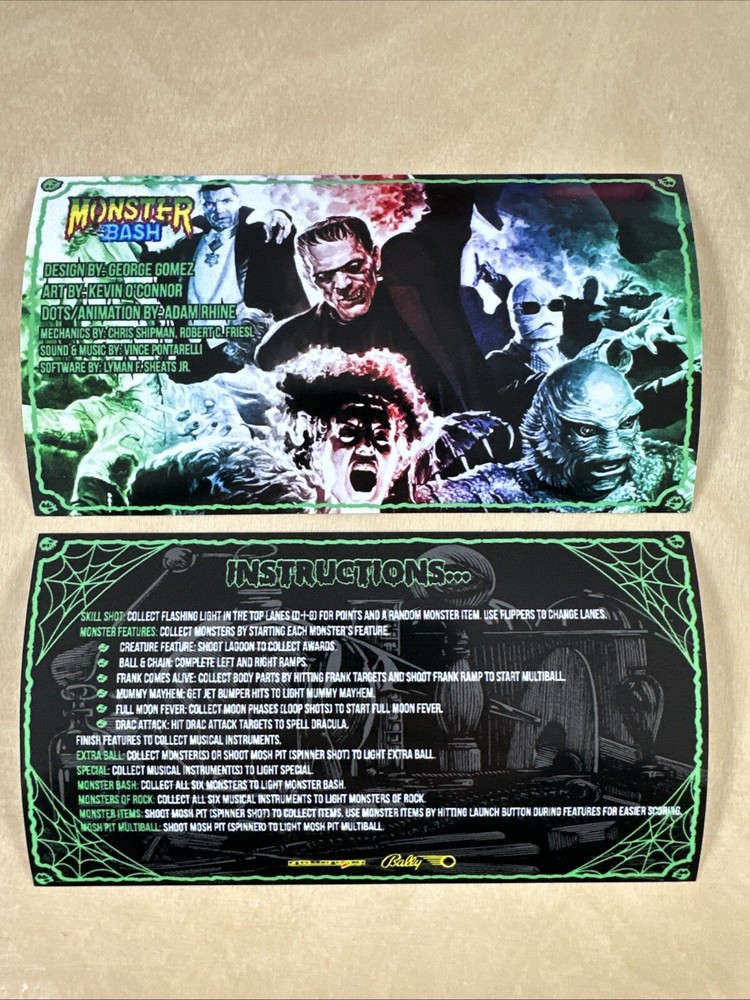 MONSTER
BASH
DESIGN BY: GEORGE GOMEZ
ART BY: KEVIN O'CONNOR
DOTS/ANIMATION BY: ADAM RHINE
MECHANICS BY: CHRIS SHIPMAN, ROBERT C. FRIESL
SOUND & MUSIC BY: VINCE PONTARELLI
SOFTWARE BY: LYMAN F. SHEATS JR.
INSTRUCTIONS...
SKILL SHOT: COLLECT FLASHING LIGHT IN THE TOP LANES (D-I-G) FOR POINTS AND A RANDOM MONSTER ITEM. USE FLIPPERS TO CHANGE LANES.
MONSTER FEATURES: COLLECT MONSTERS BY STARTING EACH MONSTER'S FEATURE.
CREATURE FEATURE: SHOOT LAGOON TO COLLECT AWARDS.
BALL & CHAIN: COMPLETE LEFT AND RIGHT RAMPS.
FRANK COMES ALIVE: COLLECT BODY PARTS BY HITTING FRANK TARGETS AND SHOOT FRANK RAMP TO START MULTIBALL.
MUMMY MAYHEM: GET JET BUMPER HITS TO LIGHT MUMMY MAYHEM.
FULL MOON FEVER: COLLECT MOON PHASES (LOOP SHOTS) TO START FULL MOON FEVER.
DRAC ATTACK: HIT DRAC ATTACK TARGETS TO SPELL DRACULA.
FINISH FEATURES TO COLLECT MUSICAL INSTRUMENTS.
EXTRA BALL: COLLECT MONSTER(S) OR SHOOT MOSH PIT (SPINNER SHOT) TO LIGHT EXTRA BALL.
SPECIAL: COLLECT MUSICAL INSTRUMENT(S) TO LIGHT SPECIAL.
MONSTER BASH: COLLECT ALL SIX MONSTERS TO LIGHT MONSTER BASH.
MONSTERS OF ROCK: COLLECT ALL SIX MUSICAL INSTRUMENTS TO LIGHT MONSTERS OF ROCK.
MONSTER ITEMS: SHOOT MOSH PIT (SPINNER SHOT) TO COLLECT ITEMS. USE MONSTER ITEMS BY HITTING LAUNCH BUTTON DURING FEATURES FOR EASIER SCORING.
MOSH PIT MULTIBALL: SHOOT MOSH PIT (SPINNER) TO LIGHT MOSH PIT MULTIBALL.
Bally